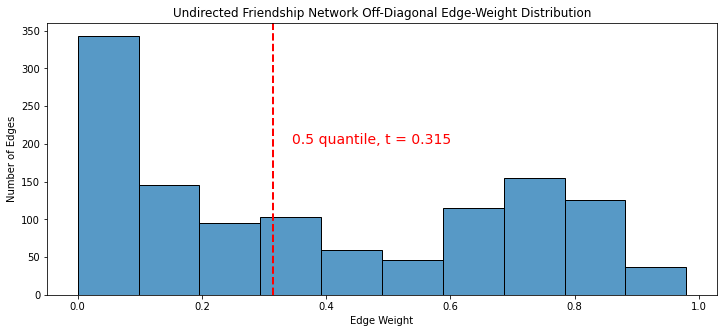 Undirected Friendship Network Off-Diagonal Edge-Weight Distribution
350
300
250
200
150
100
50
0
Number of Edges
0.5 quantile, t = 0.315
0.0 0.2 0.4 0.6 0.8 1.0
Edge Weight